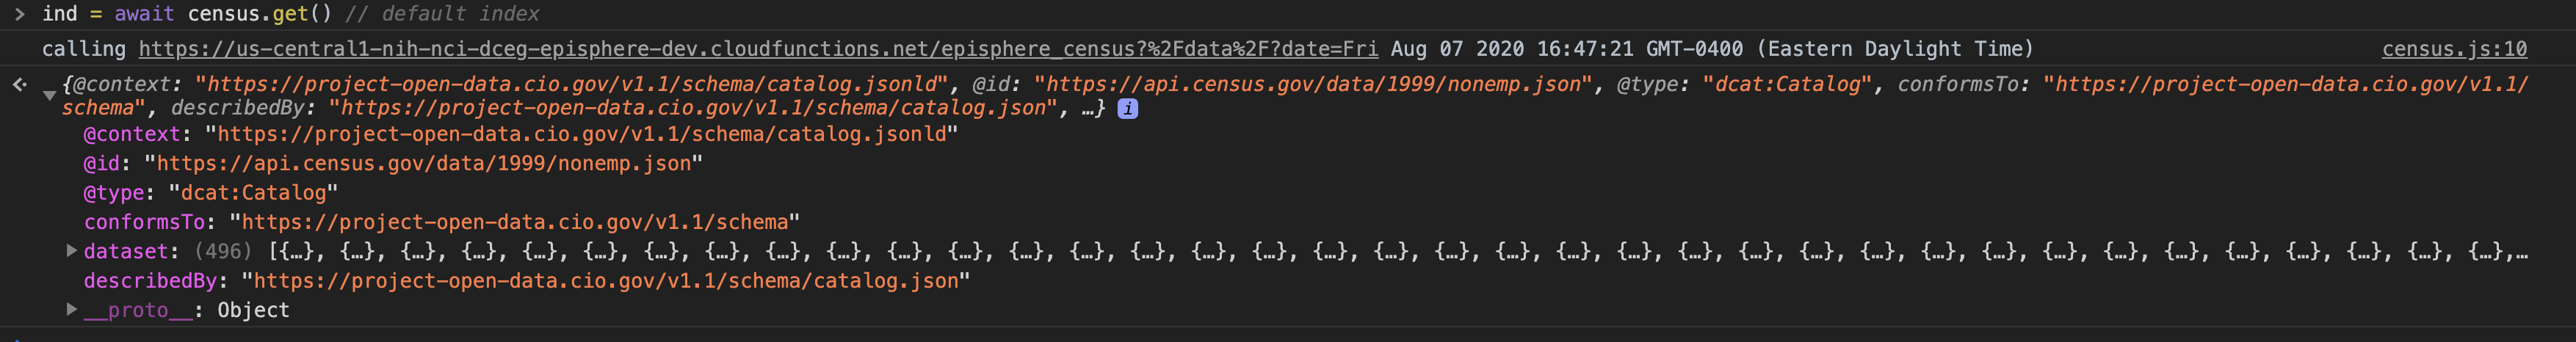 > ind = await census.get() // default index
calling https://us-central1-nih-nci-dceg-episphere-dev.cloudfunctions.net/episphere_census?%2Fdata%2F?date=Fri Aug 07 2020 16:47:21 GMT-0400 (Eastern Daylight Time) census.js:10
{@context: "https://project-open-data.cio.gov/v1.1/schema/catalog.jsonld", @id: "https://api.census.gov/data/1999/nonemp.json", @type: "dcat:Catalog", conformsTo: "https://project-open-data.cio.gov/v1.1/
schema", describedBy: "https://project-open-data.cio.gov/v1.1/schema/catalog.json", …} i
@context: "https://project-open-data.cio.gov/v1.1/schema/catalog.jsonld"
@id: "https://api.census.gov/data/1999/nonemp.json"
@type: "dcat:Catalog"
conformsTo: "https://project-open-data.cio.gov/v1.1/schema"
dataset: (496) [{…}, {…}, {…}, {…}, {…}, {…}, {…}, {…}, {…}, {…}, {…}, {…}, {…}, {…}, {…}, {…}, {…}, {…}, {…}, {…}, {…}, {…}, {…}, {…}, {…}, {…}, {…}, {…}, {…}, {…}, {…}, {…}, {…}, {…}, {…}, {…}, {…},…
describedBy: "https://project-open-data.cio.gov/v1.1/schema/catalog.json"
__proto__: Object